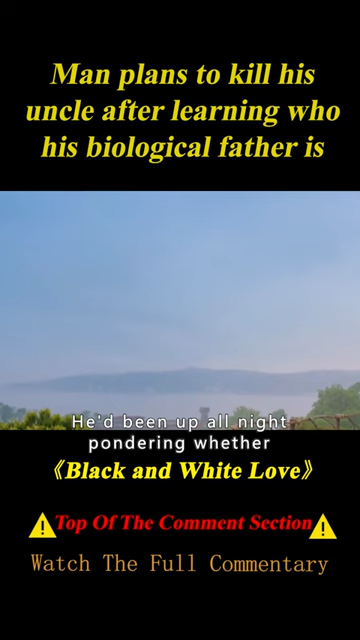 Man plans to kill his
uncle after learning who
his biological father is
He'd been up all night
pondering whether
《Black and White Love》
Top Of The Comment Section
Watch The Full Commentary